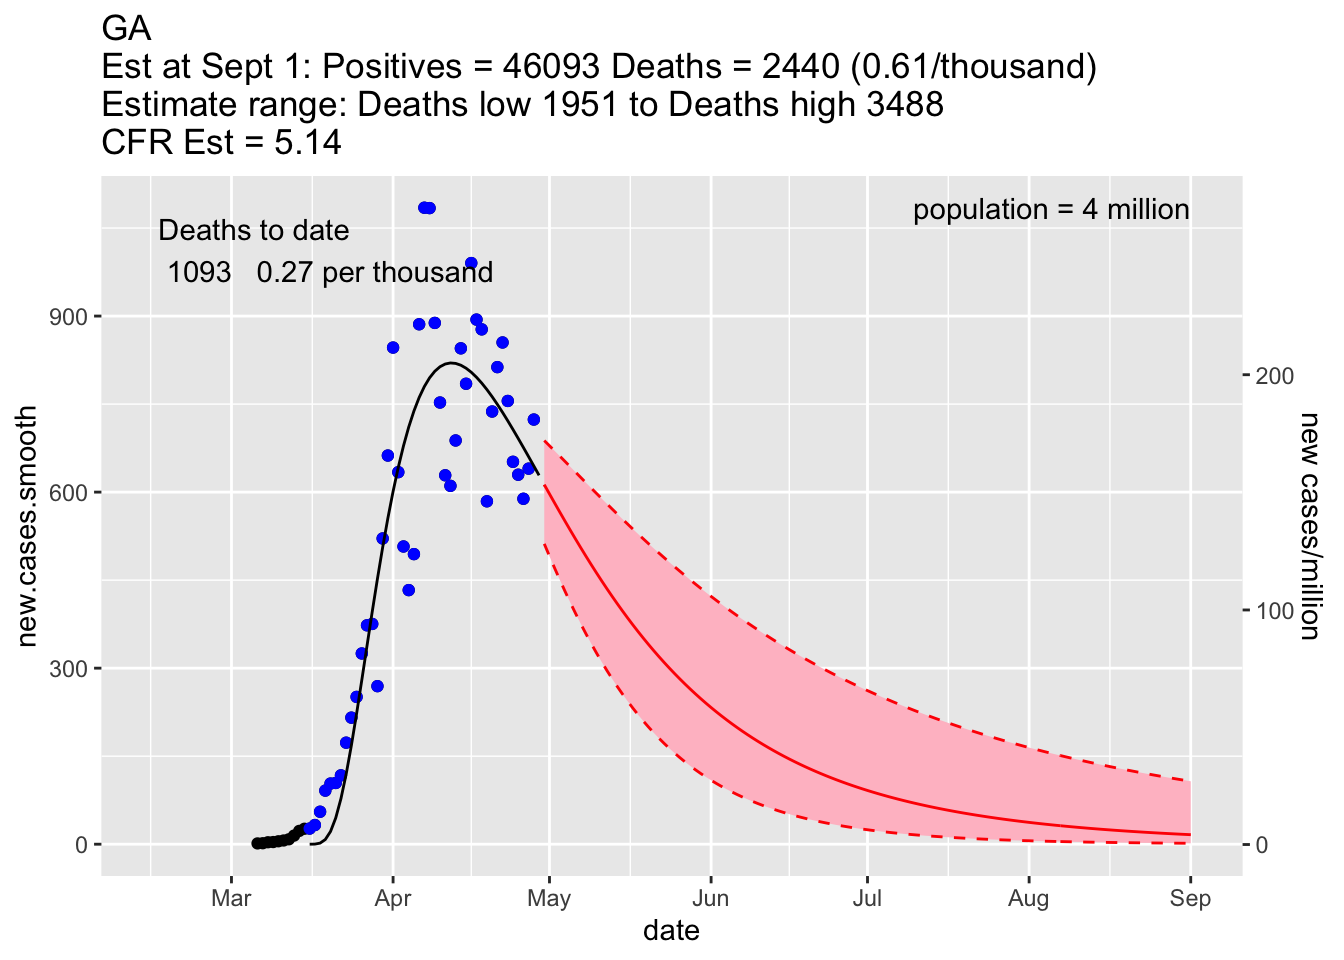 GA
Est at Sept 1: Positives = 46093 Deaths = 2440 (0.61/thousand)
Estimate range: Deaths low 1951 to Deaths high 3488
CFR Est = 5.14
population = 4 million
Deaths to date
1093 0.27 per thousand
new.cases.smooth
900
600
300
0
new cases/million
200
100
0
Mar Apr May Jun Jul Aug Sep
date